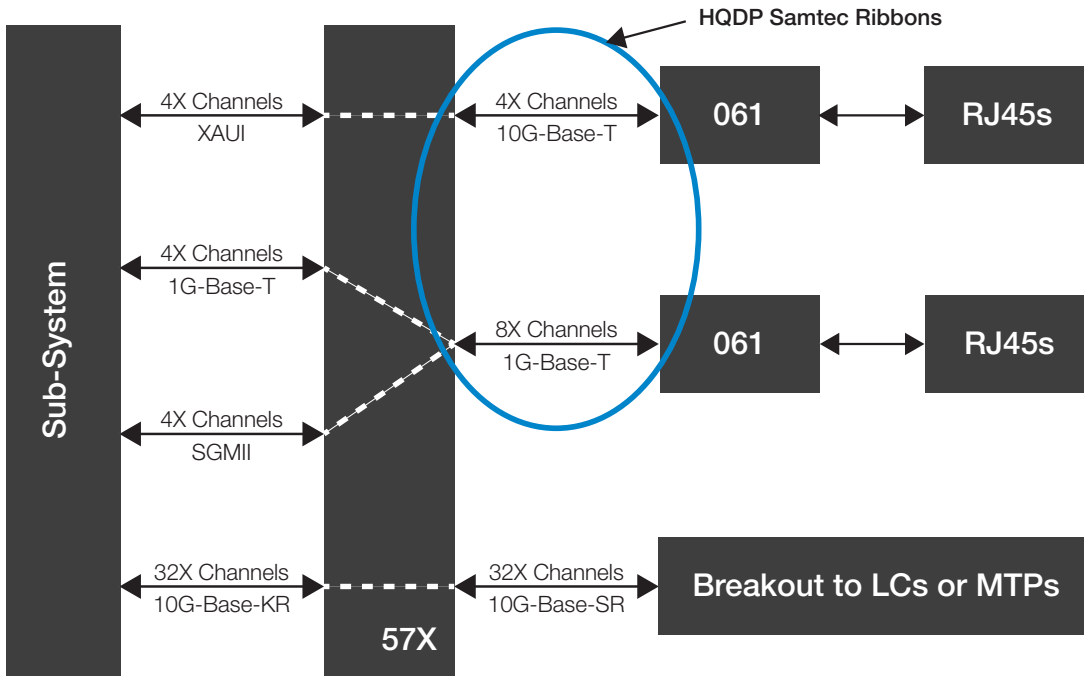 HQDP Samtec Ribbons
4X Channels
XAUI
4X Channels
10G-Base-T
061
RJ45s
4X Channels
1G-Base-T
8X Channels
1G-Base-T
061
RJ45s
Sub-System
4X Channels
SGMII
32X Channels
10G-Base-KR
32X Channels
10G-Base-SR
Breakout to LCs or MTPs
57X